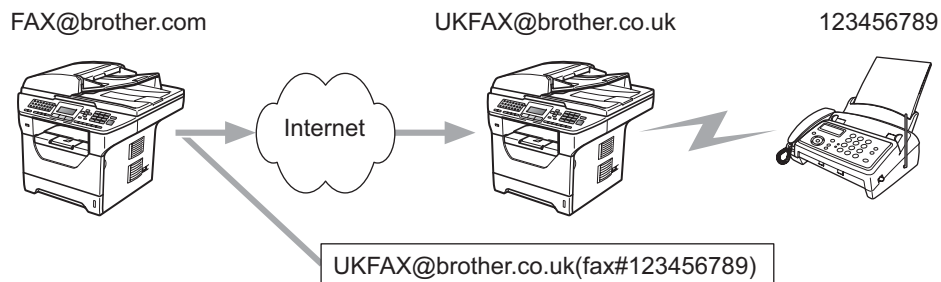 FAX@brother.com
UKFAX@brother.co.uk
123456789
Internet
UKFAX@brother.co.uk(fax#123456789)